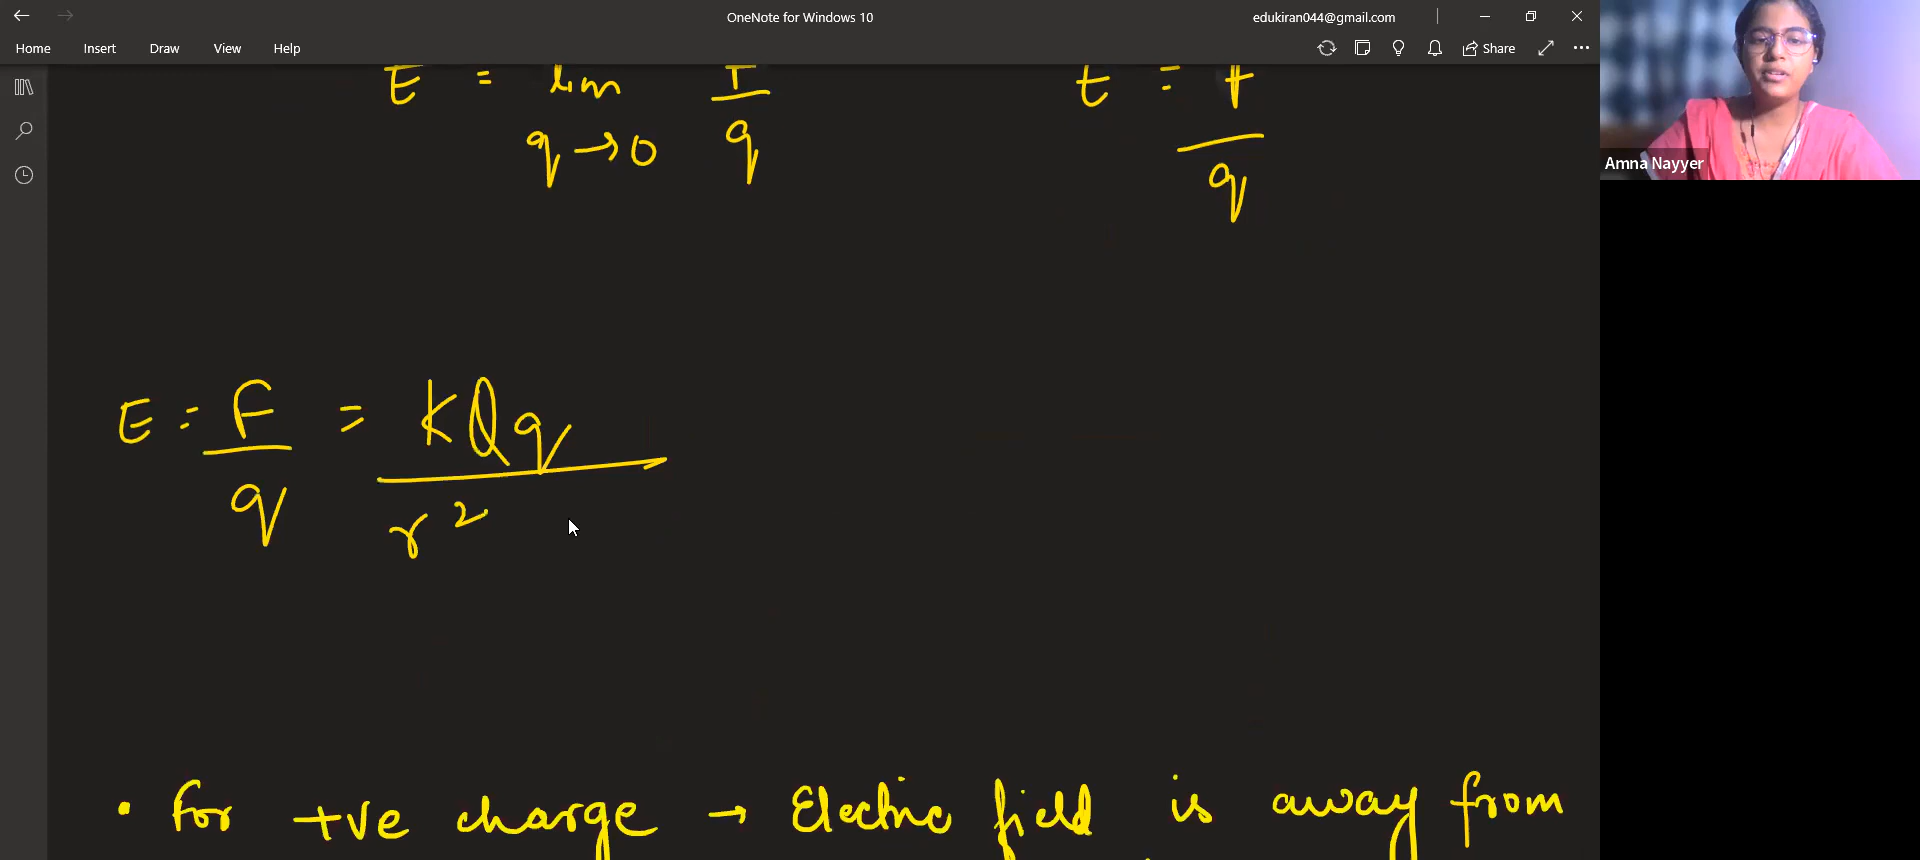 OneNote for Windows 10
edukiran044@gmail.com
Home Insert Draw View Help
Share
Amna Nayyer
E = lim F/q t = F/q
q → 0
E = F/q = KQq/r²
• For +ve charge → Electric field is away from